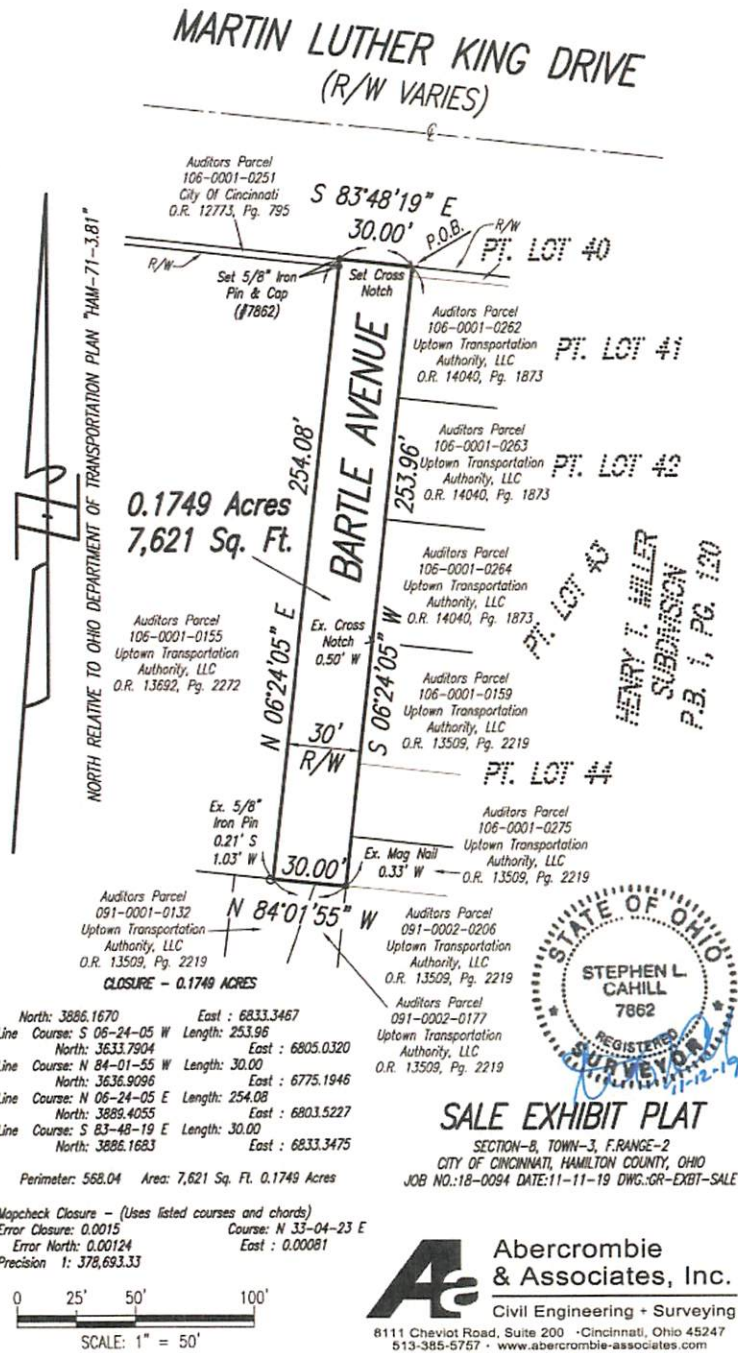 MARTIN LUTHER KING DRIVE
(R/W VARIES)
℄
Auditors Parcel
106-0001-0251
City Of Cincinnati
O.R. 12773, Pg. 795
S 83°48'19" E
30.00'
P.O.B.
R/W
PT. LOT 40
R/W
Set 5/8" Iron
Pin & Cap
(#7862)
Set Cross
Notch
Auditors Parcel
106-0001-0262
Uptown Transportation
Authority, LLC
O.R. 14040, Pg. 1873
PT. LOT 41
NORTH RELATIVE TO OHIO DEPARTMENT OF TRANSPORTATION PLAN "HAM-71-3.81"
254.08'
BARTLE AVENUE
253.96'
Auditors Parcel
106-0001-0263
Uptown Transportation
Authority, LLC
O.R. 14040, Pg. 1873
PT. LOT 42
0.1749 Acres
7,621 Sq. Ft.
Auditors Parcel
106-0001-0264
Uptown Transportation
Authority, LLC
O.R. 14040, Pg. 1873
PT. LOT 43
HENRY T. MILLER
SUBDIVISION
P.B. 1, PG. 120
Auditors Parcel
106-0001-0155
Uptown Transportation
Authority, LLC
O.R. 13692, Pg. 2272
N 06°24'05" E
Ex. Cross
Notch
0.50' W
S 06°24'05" W
Auditors Parcel
106-0001-0159
Uptown Transportation
Authority, LLC
O.R. 13509, Pg. 2219
30'
R/W
PT. LOT 44
Ex. 5/8"
Iron Pin
0.21' S
1.03' W
30.00'
Ex. Mag Nail
0.33' W
Auditors Parcel
106-0001-0275
Uptown Transportation
Authority, LLC
O.R. 13509, Pg. 2219
Auditors Parcel
091-0001-0132
Uptown Transportation
Authority, LLC
O.R. 13509, Pg. 2219
N 84°01'55" W
Auditors Parcel
091-0002-0206
Uptown Transportation
Authority, LLC
O.R. 13509, Pg. 2219
Auditors Parcel
091-0002-0177
Uptown Transportation
Authority, LLC
O.R. 13509, Pg. 2219
STATE OF OHIO
STEPHEN L.
CAHILL
7862
REGISTERED
SURVEYOR
11-12-19
CLOSURE - 0.1749 ACRES
North: 3886.1670 East : 6833.3467
Line Course: S 06-24-05 W Length: 253.96
North: 3633.7904 East : 6805.0320
Line Course: N 84-01-55 W Length: 30.00
North: 3636.9096 East : 6775.1946
Line Course: N 06-24-05 E Length: 254.08
North: 3889.4055 East : 6803.5227
Line Course: S 83-48-19 E Length: 30.00
North: 3886.1683 East : 6833.3475
Perimeter: 568.04 Area: 7,621 Sq. Ft. 0.1749 Acres
Mapcheck Closure - (Uses listed courses and chords)
Error Closure: 0.0015 Course: N 33-04-23 E
Error North: 0.00124 East : 0.00081
Precision 1: 378,693.33
0 25' 50' 100'
SCALE: 1" = 50'
SALE EXHIBIT PLAT
SECTION-8, TOWN-3, F.RANGE-2
CITY OF CINCINNATI, HAMILTON COUNTY, OHIO
JOB NO.:18-0094 DATE:11-11-19 DWG.:GR-EXBT-SALE
Aa
Abercrombie
& Associates, Inc.
Civil Engineering + Surveying
8111 Cheviot Road, Suite 200 · Cincinnati, Ohio 45247
513-385-5757 · www.abercrombie-associates.com